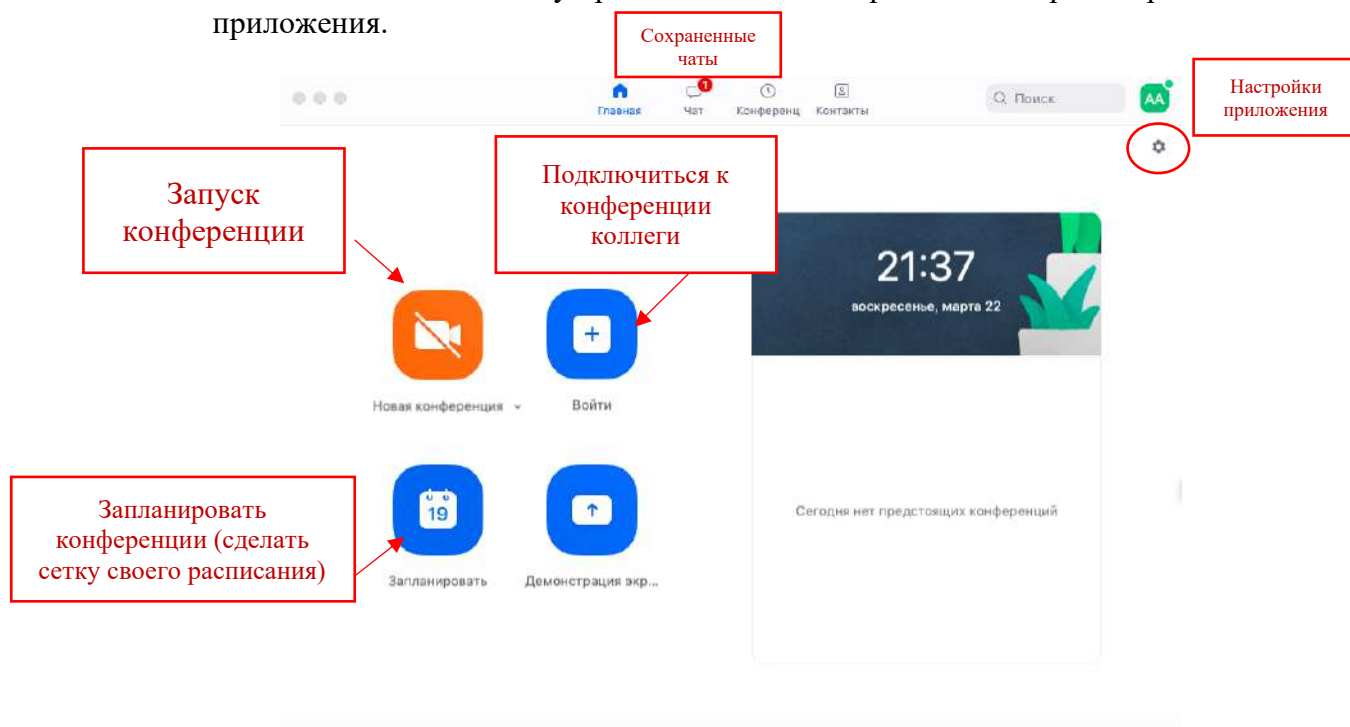 приложения.
Сохраненные
чаты
Главная
Чат
1
Конференц
Контакты
Поиск
AA
Настройки
приложения
Запуск
конференции
Подключиться к
конференции
коллеги
21:37
воскресенье, марта 22
Новая конференция
Войти
Запланировать
конференции (сделать
сетку своего расписания)
19
Запланировать
Демонстрация экр...
Сегодня нет предстоящих конференций